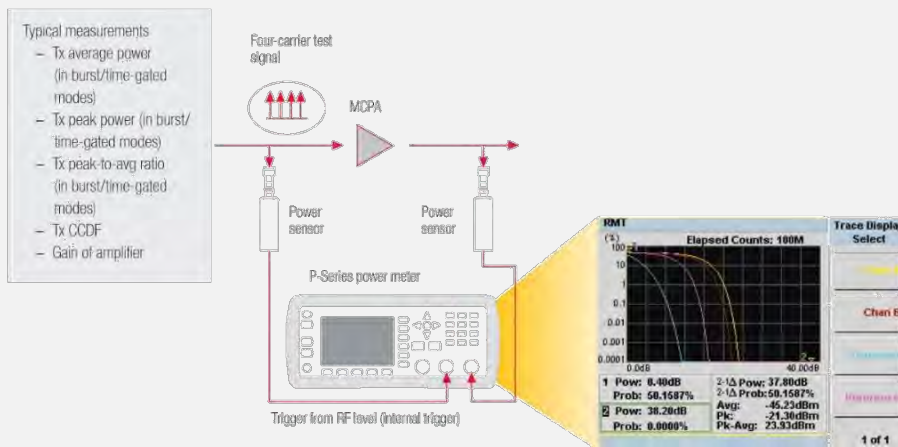 Typical measurements
– Tx average power
(in burst/time-gated
modes)
– Tx peak power (in burst/
time-gated modes)
– Tx peak-to-avg ratio
(in burst/time-gated
modes)
– Tx CCDF
– Gain of amplifier
Four-carrier test
signal
MCPA
Power
sensor
Power
sensor
P-Series power meter
Trigger from RF level (internal trigger)
RMT
(%)
Elapsed Counts: 100M
100
10
1
0.1
0.01
0.001
0.0001
0.0dB
40.00dB
2
1 Pow: 0.40dB
Prob: 50.1587%
2 Pow: 38.20dB
Prob: 0.0000%
2-1Δ Pow: 37.80dB
2-1Δ Prob: 50.1587%
Avg: -45.23dBm
Pk: -21.30dBm
Pk-Avg: 23.93dBm
Trace Displa
Select
Chan B
1 of 1